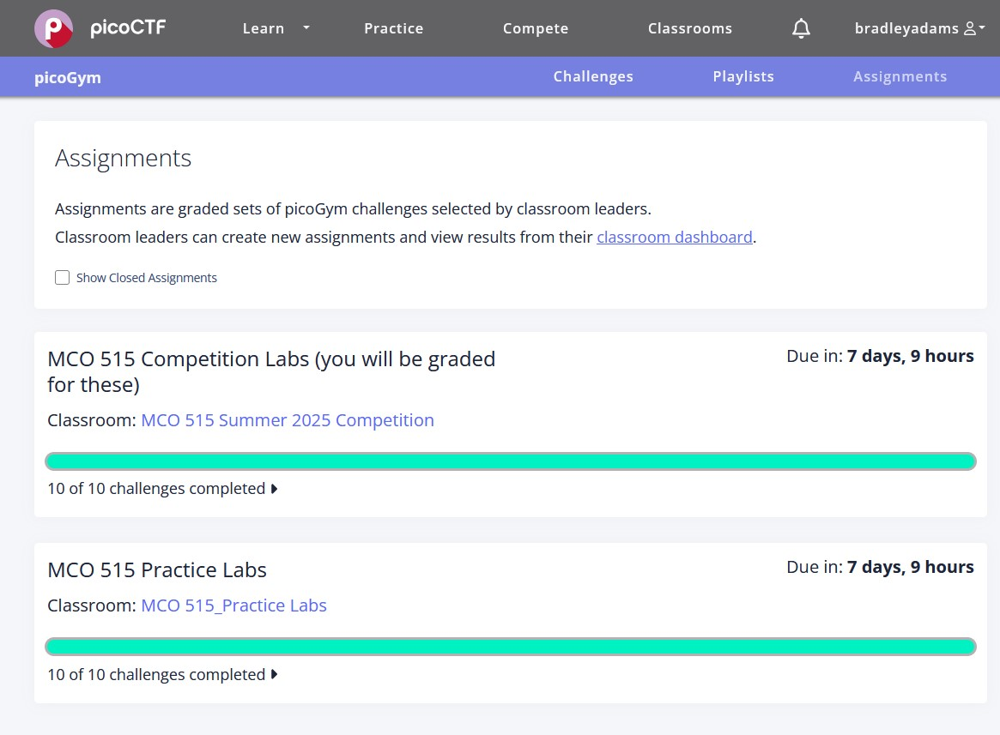 picoCTF Learn Practice Compete Classrooms bradleyadams
picoGym Challenges Playlists Assignments
Assignments
Assignments are graded sets of picoGym challenges selected by classroom leaders.
Classroom leaders can create new assignments and view results from their classroom dashboard.
Show Closed Assignments
MCO 515 Competition Labs (you will be graded
for these)
Due in: 7 days, 9 hours
Classroom: MCO 515 Summer 2025 Competition
10 of 10 challenges completed
MCO 515 Practice Labs
Due in: 7 days, 9 hours
Classroom: MCO 515_Practice Labs
10 of 10 challenges completed